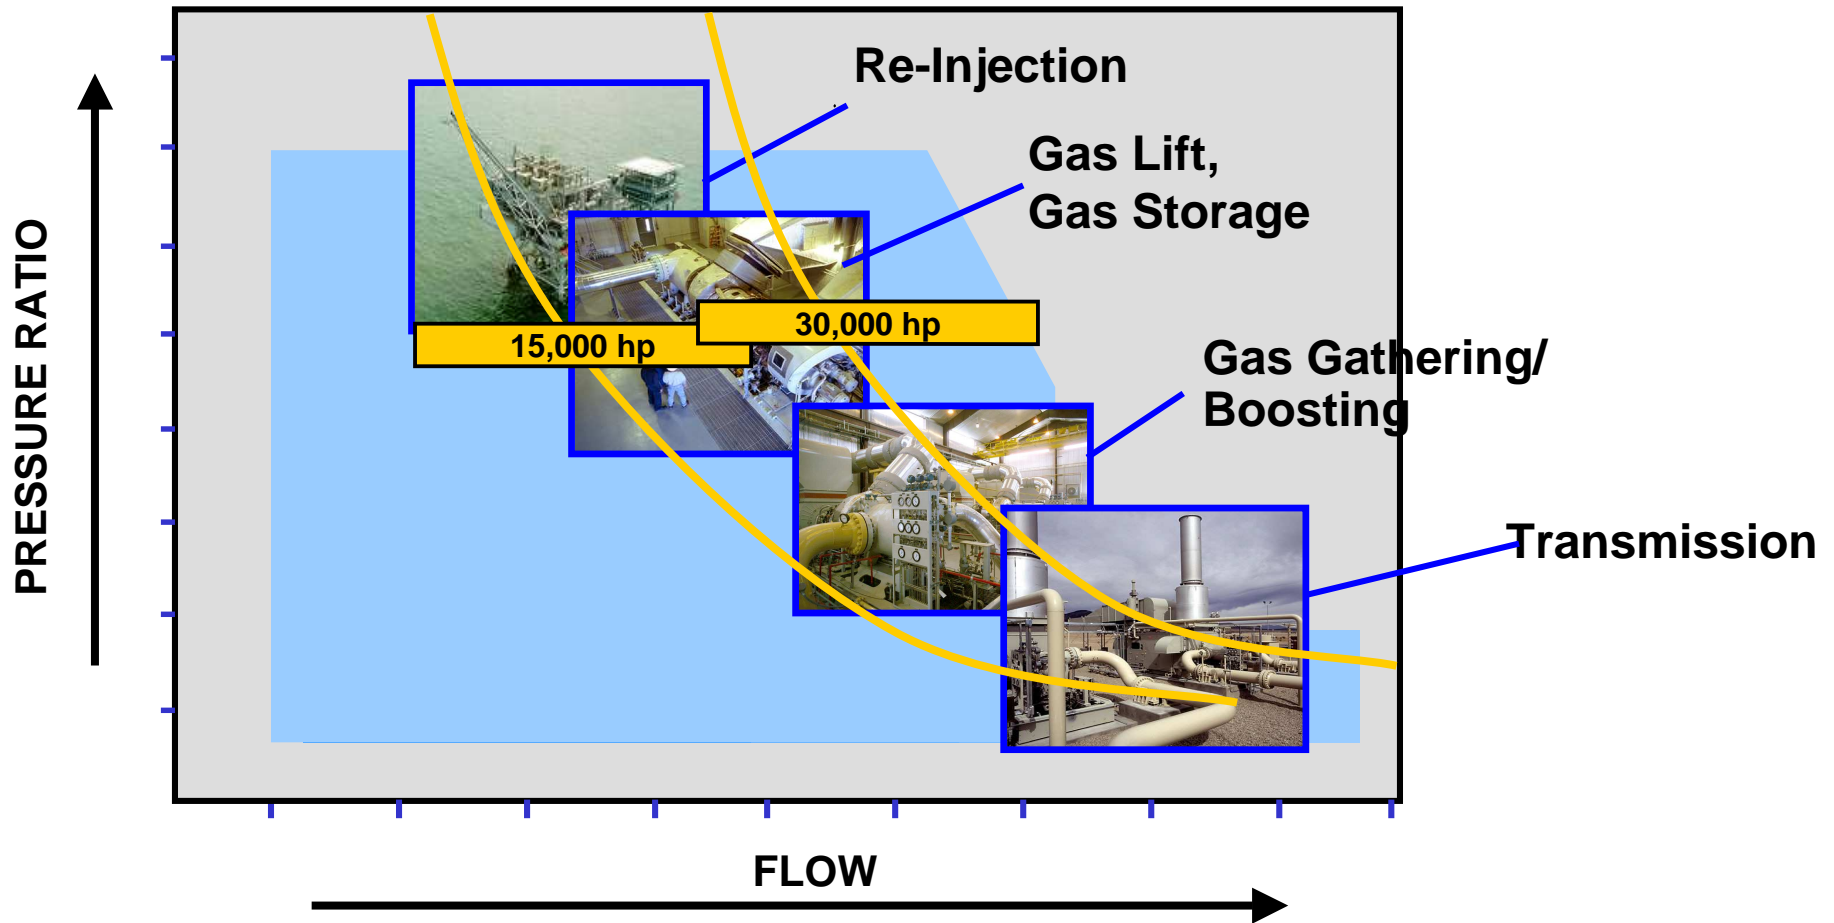 Re-Injection
Gas Lift,
Gas Storage
30,000 hp
15,000 hp
Gas Gathering/
Boosting
Transmission
PRESSURE RATIO
FLOW